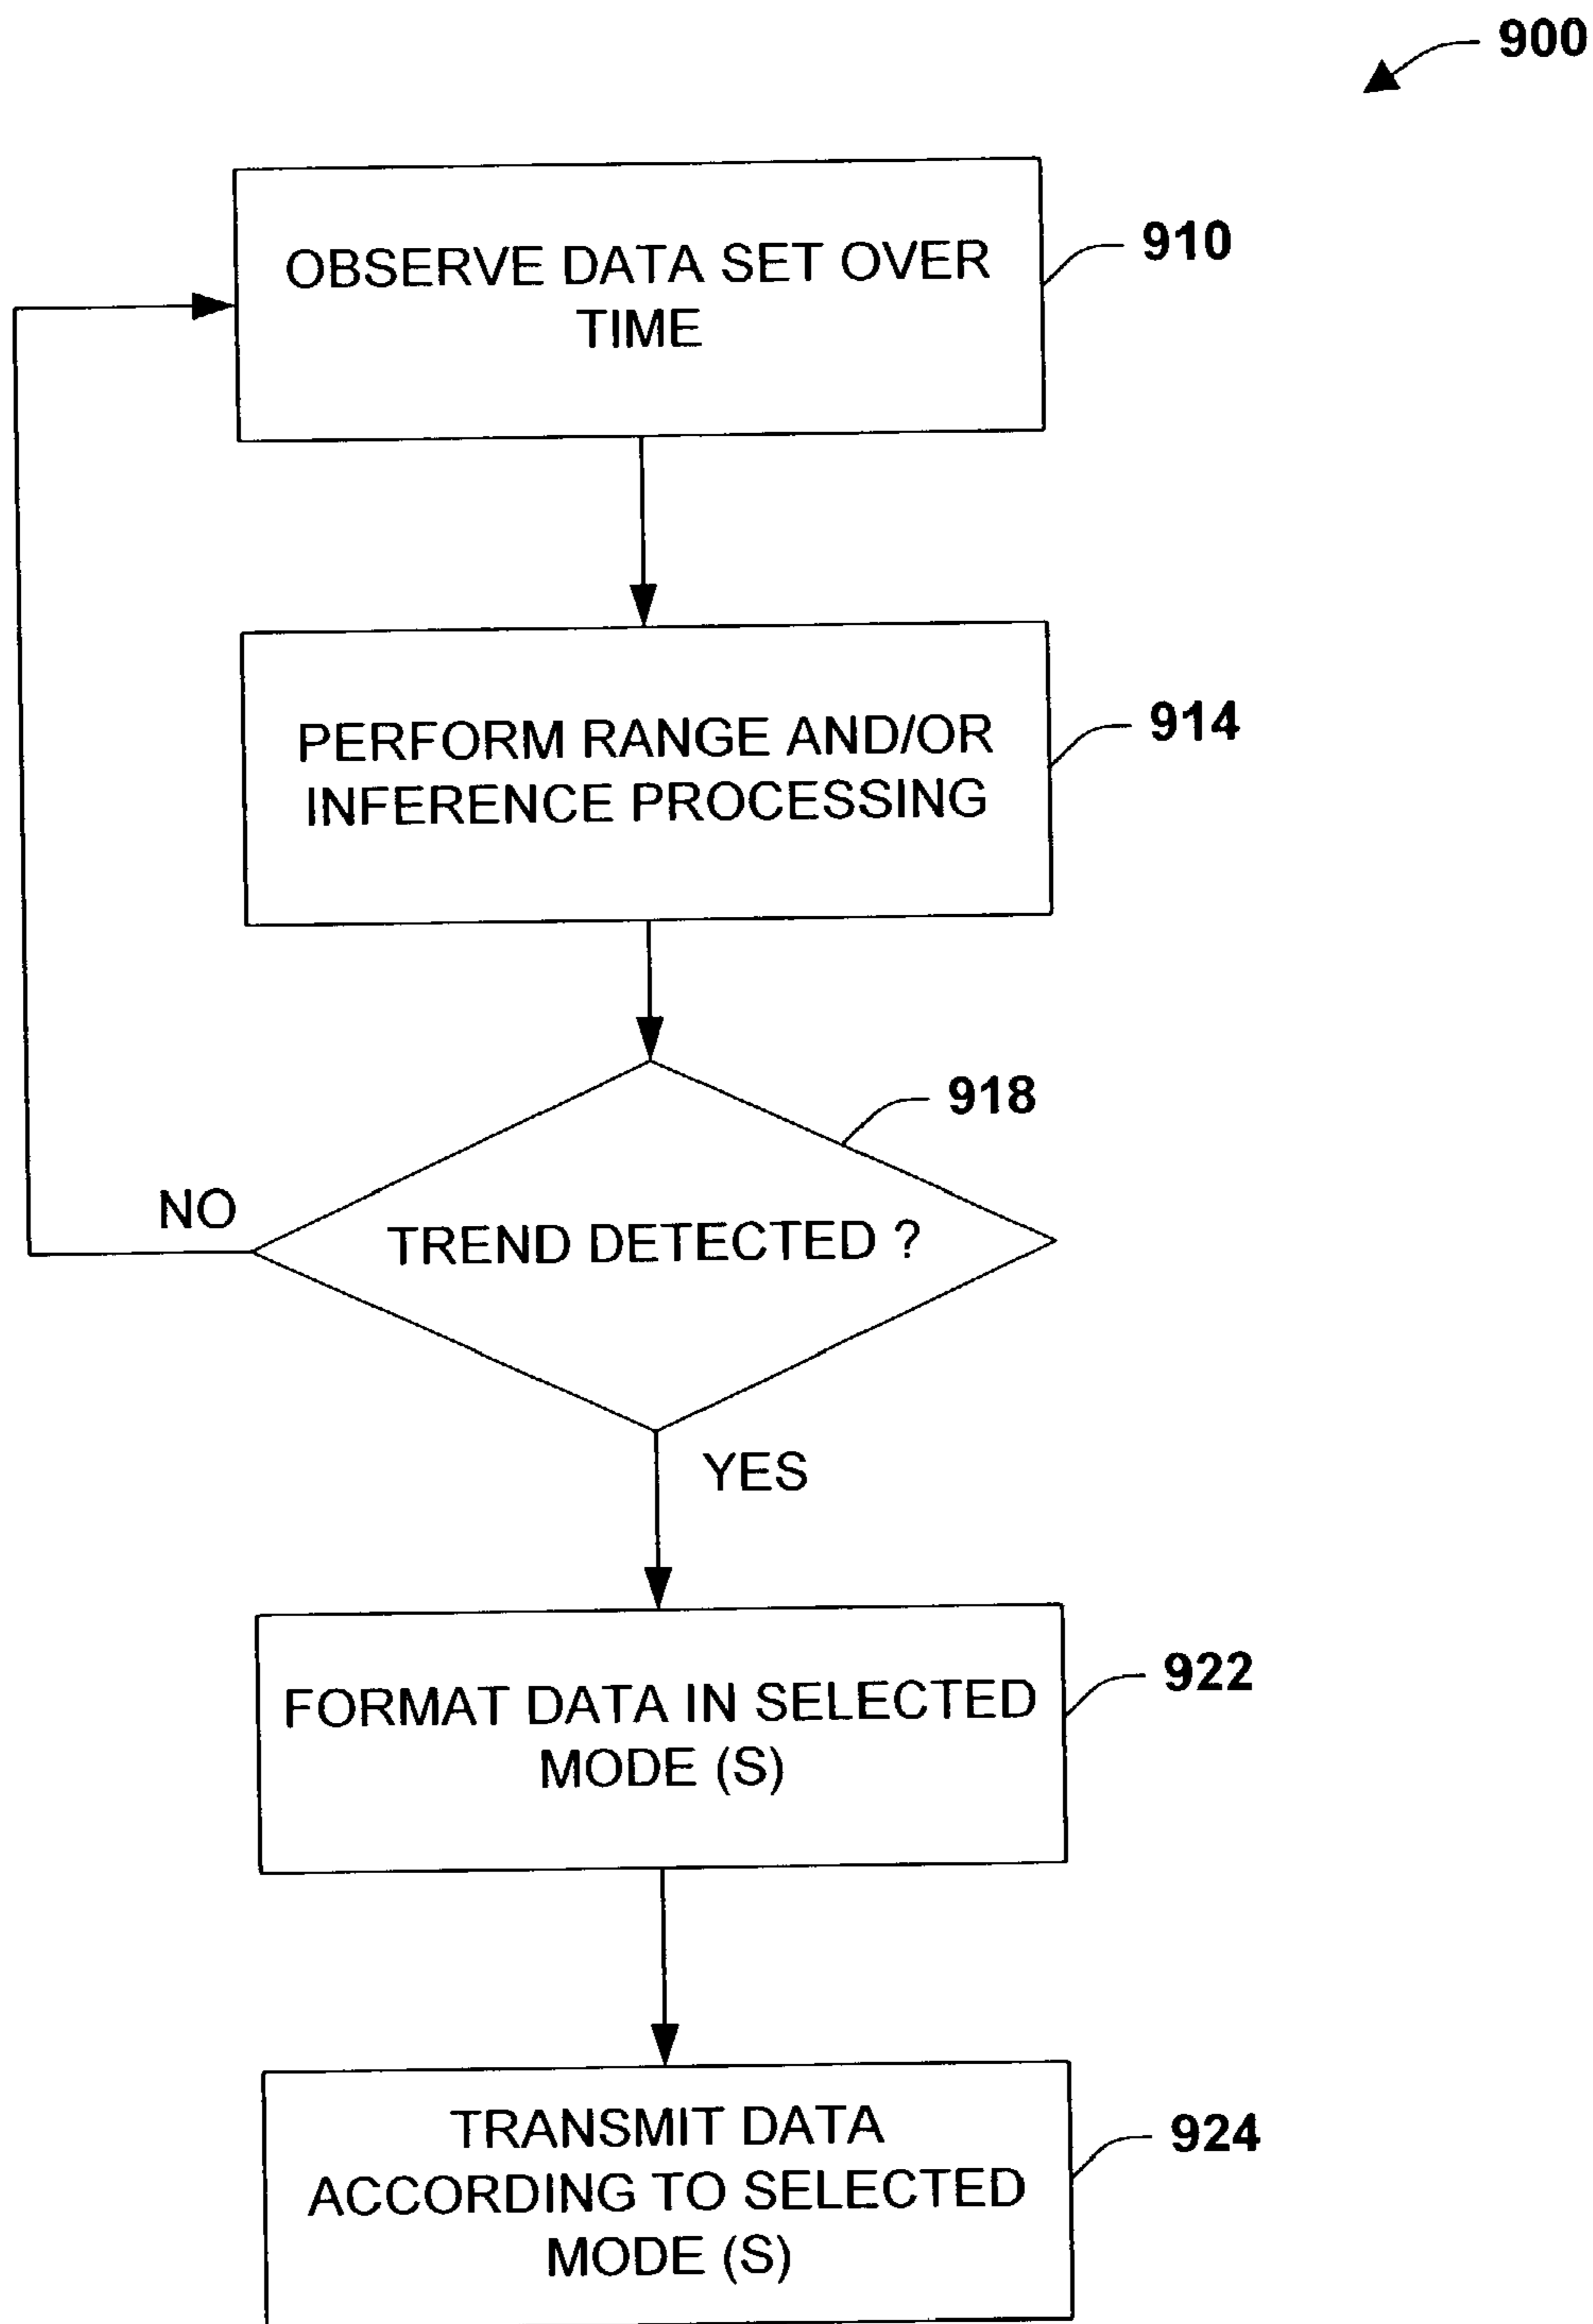 900
OBSERVE DATA SET OVER
TIME
910
PERFORM RANGE AND/OR
INFERENCE PROCESSING
914
918
NO
TREND DETECTED ?
YES
FORMAT DATA IN SELECTED
MODE (S)
922
TRANSMIT DATA
ACCORDING TO SELECTED
MODE (S)
924